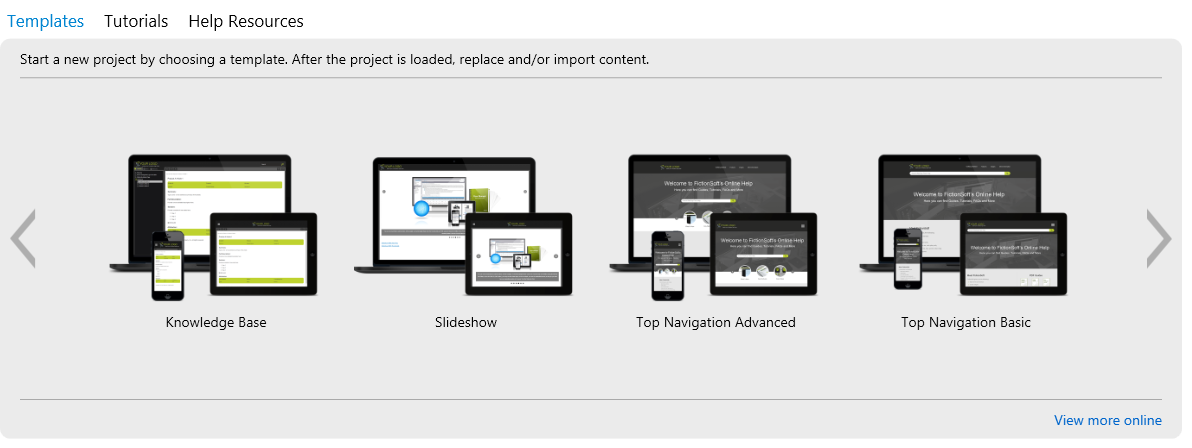 Templates Tutorials Help Resources
Start a new project by choosing a template. After the project is loaded, replace and/or import content.
Welcome to FictionSoft's Online Help
Welcome to FictionSoft's Online Help
Welcome to FictionSoft's Online Help
Welcome to FictionSoft's Online Help
Knowledge Base
Slideshow
Top Navigation Advanced
Top Navigation Basic
View more online